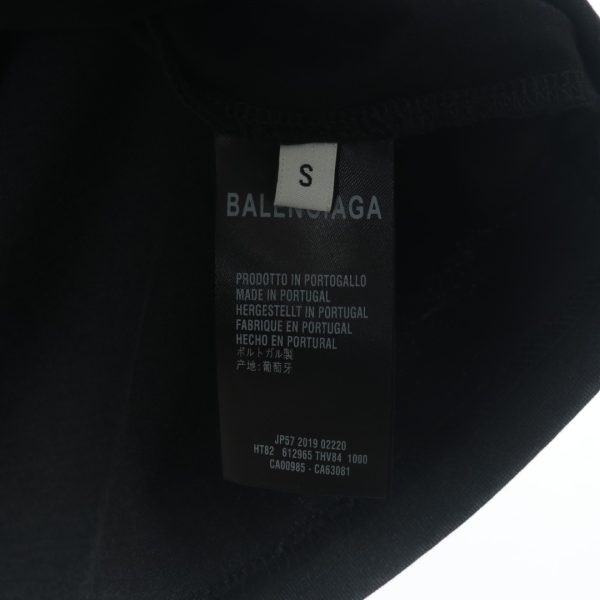 S
BALENCIAGA
PRODOTTO IN PORTOGALLO
MADE IN PORTUGAL
HERGESTELLT IN PORTUGAL
FABRIQUE EN PORTUGAL
HECHO EN PORTURAL
ポルトガル製
产地:葡萄牙
JP57 2019 02220
HT82 612965 THV84 1000
CA00985 - CA63081